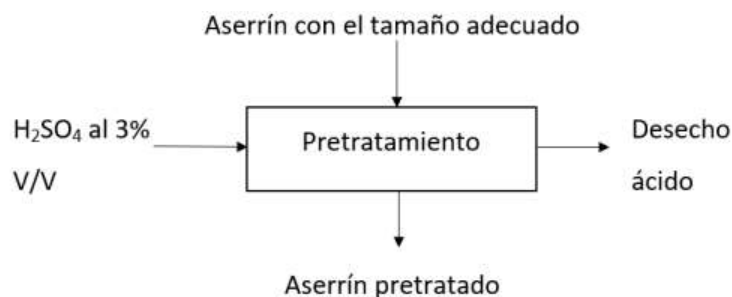 Aserrín con el tamaño adecuado
H₂SO₄ al 3%
V/V
Pretratamiento
Desecho
ácido
Aserrín pretratado